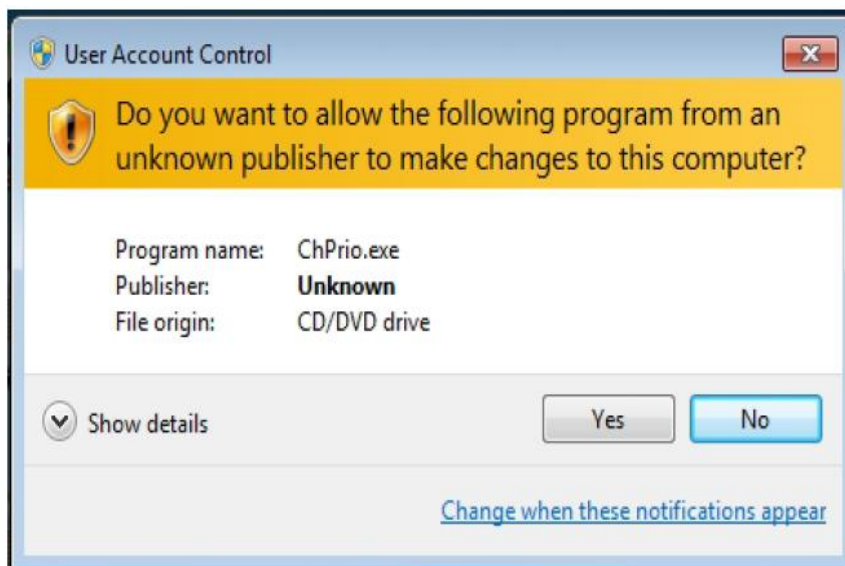 User Account Control
Do you want to allow the following program from an
unknown publisher to make changes to this computer?
Program name: ChPrio.exe
Publisher: Unknown
File origin: CD/DVD drive
Show details
Yes
No
Change when these notifications appear